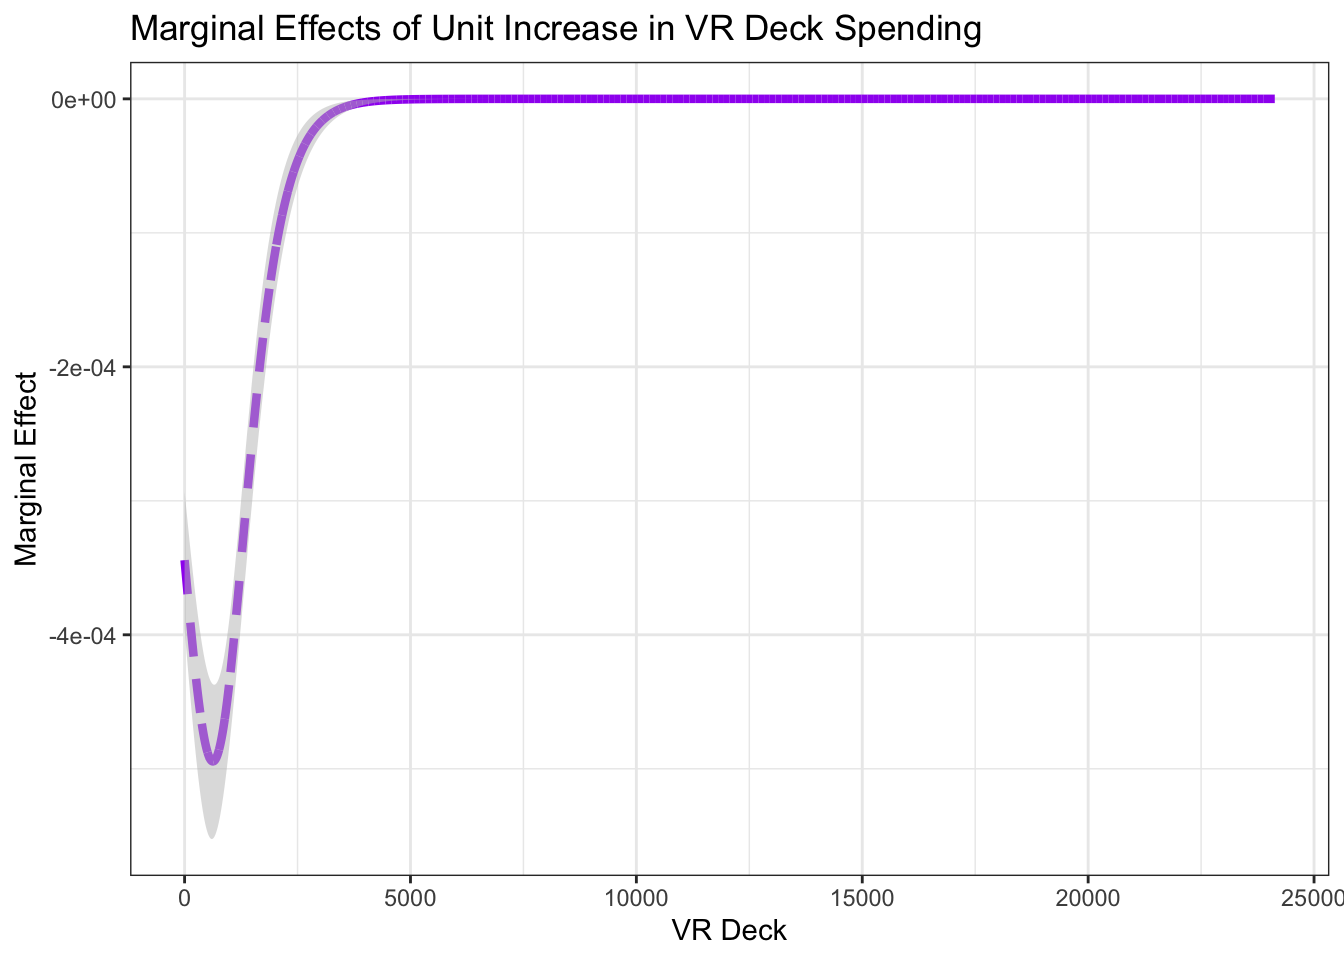 Marginal Effects of Unit Increase in VR Deck Spending
0e+00
-2e-04
-4e-04
Marginal Effect
0 5000 10000 15000 20000 25000
VR Deck